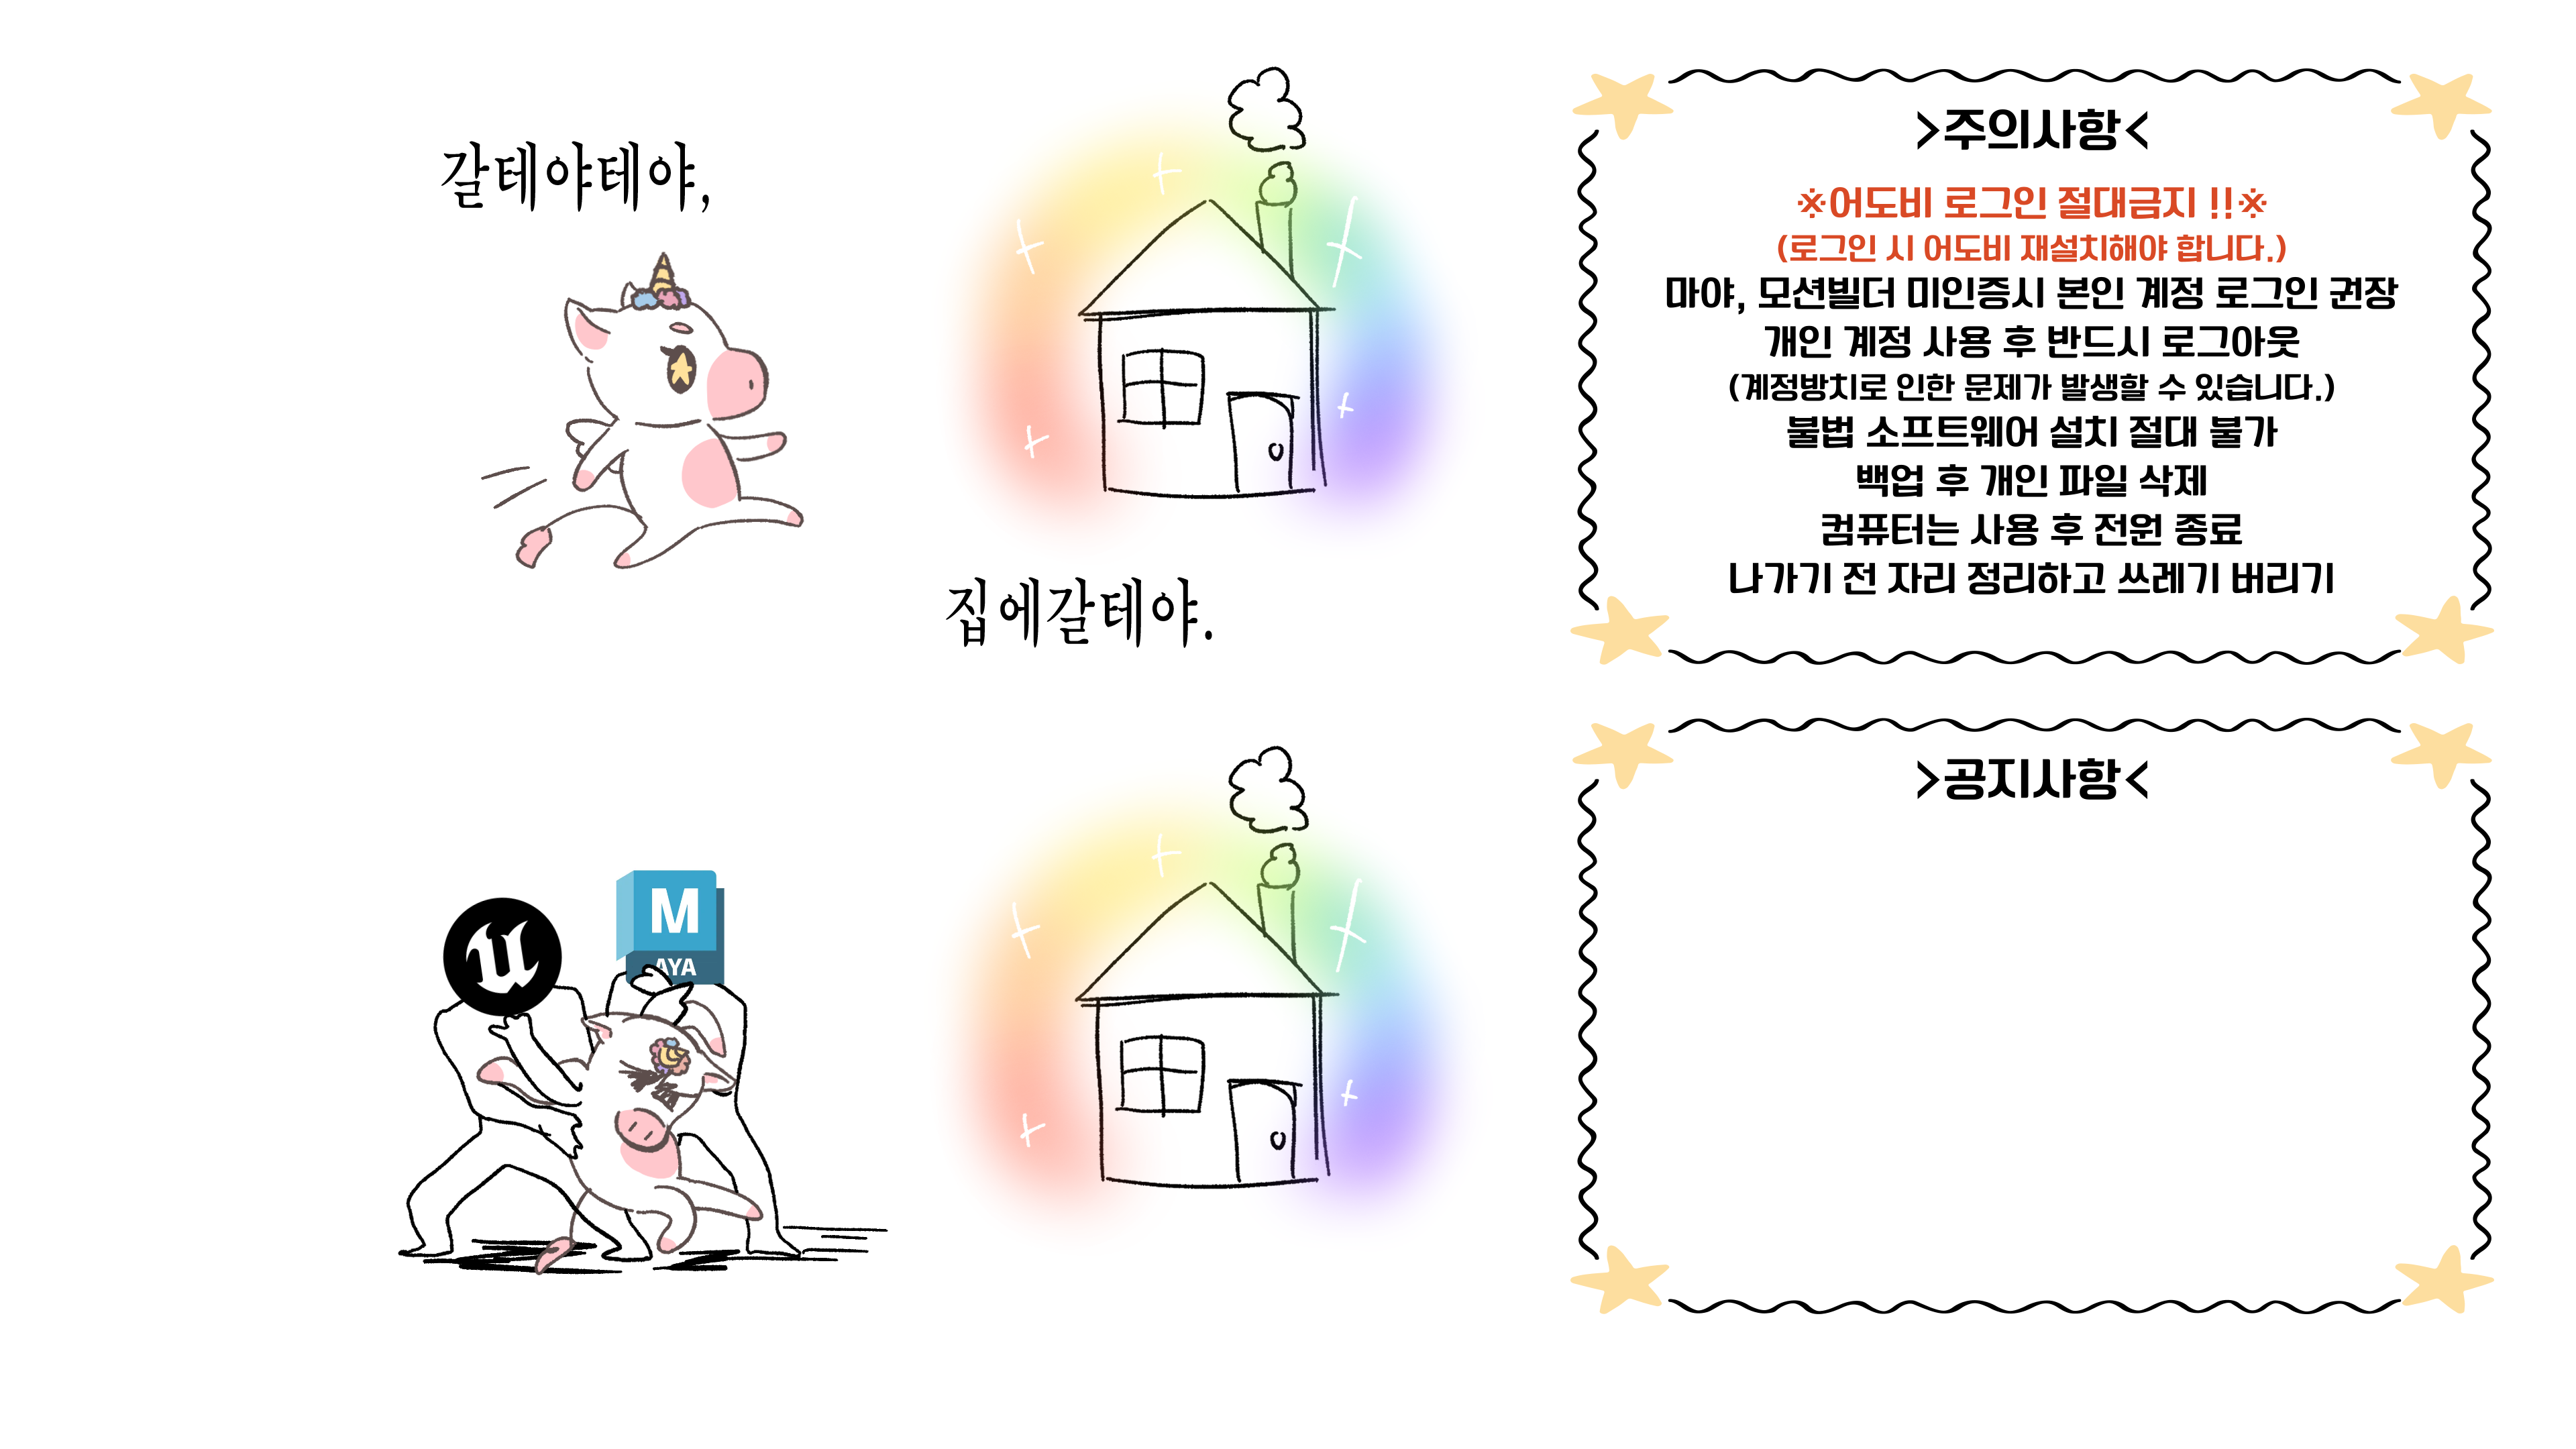 갈테야테야,
집에갈테야.
M
AYA
>주의사항<
※어도비 로그인 절대금지 !!※
(로그인 시 어도비 재설치해야 합니다.)
마야, 모션빌더 미인증시 본인 계정 로그인 권장
개인 계정 사용 후 반드시 로그아웃
(계정방치로 인한 문제가 발생할 수 있습니다.)
불법 소프트웨어 설치 절대 불가
백업 후 개인 파일 삭제
컴퓨터는 사용 후 전원 종료
나가기 전 자리 정리하고 쓰레기 버리기
>공지사항<